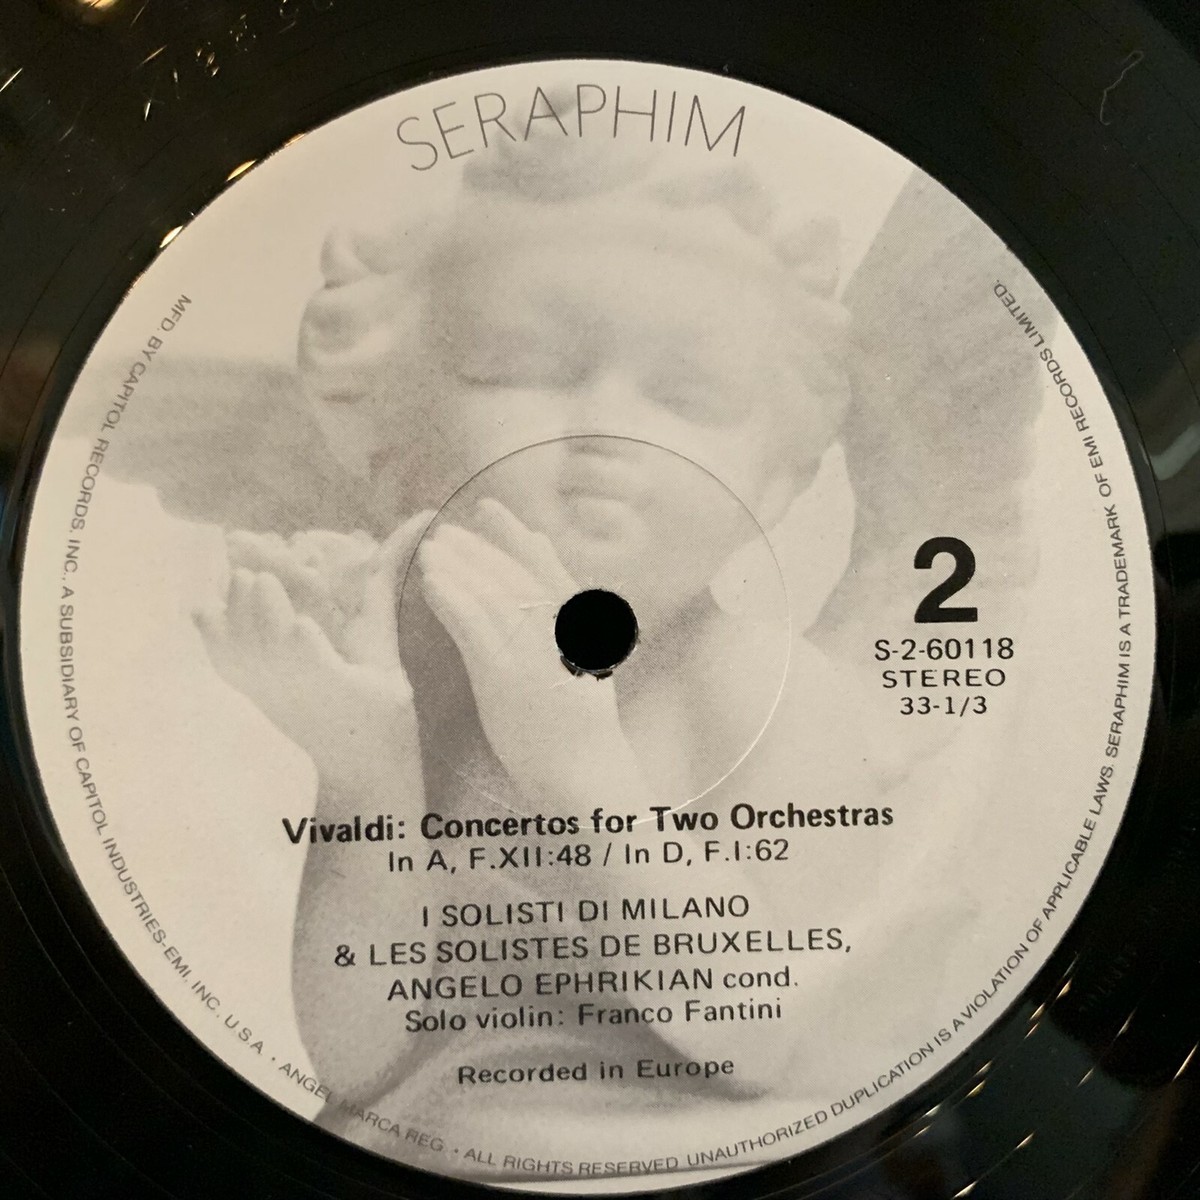 SERAPHIM
2
S-2-60118
STEREO
33-1/3
Vivaldi: Concertos for Two Orchestras
In A, F.XII:48 / In D, F.I:62
I SOLISTI DI MILANO
& LES SOLISTES DE BRUXELLES,
ANGELO EPHRIKIAN cond.
Solo violin: Franco Fantini
Recorded in Europe
MFD. BY CAPITOL RECORDS, INC., A SUBSIDIARY OF CAPITOL INDUSTRIES-EMI, INC., U.S.A. • ANGEL MARCA REG. • ALL RIGHTS RESERVED. UNAUTHORIZED DUPLICATION IS A VIOLATION OF APPLICABLE LAWS. SERAPHIM IS A TRADEMARK OF EMI RECORDS LIMITED.